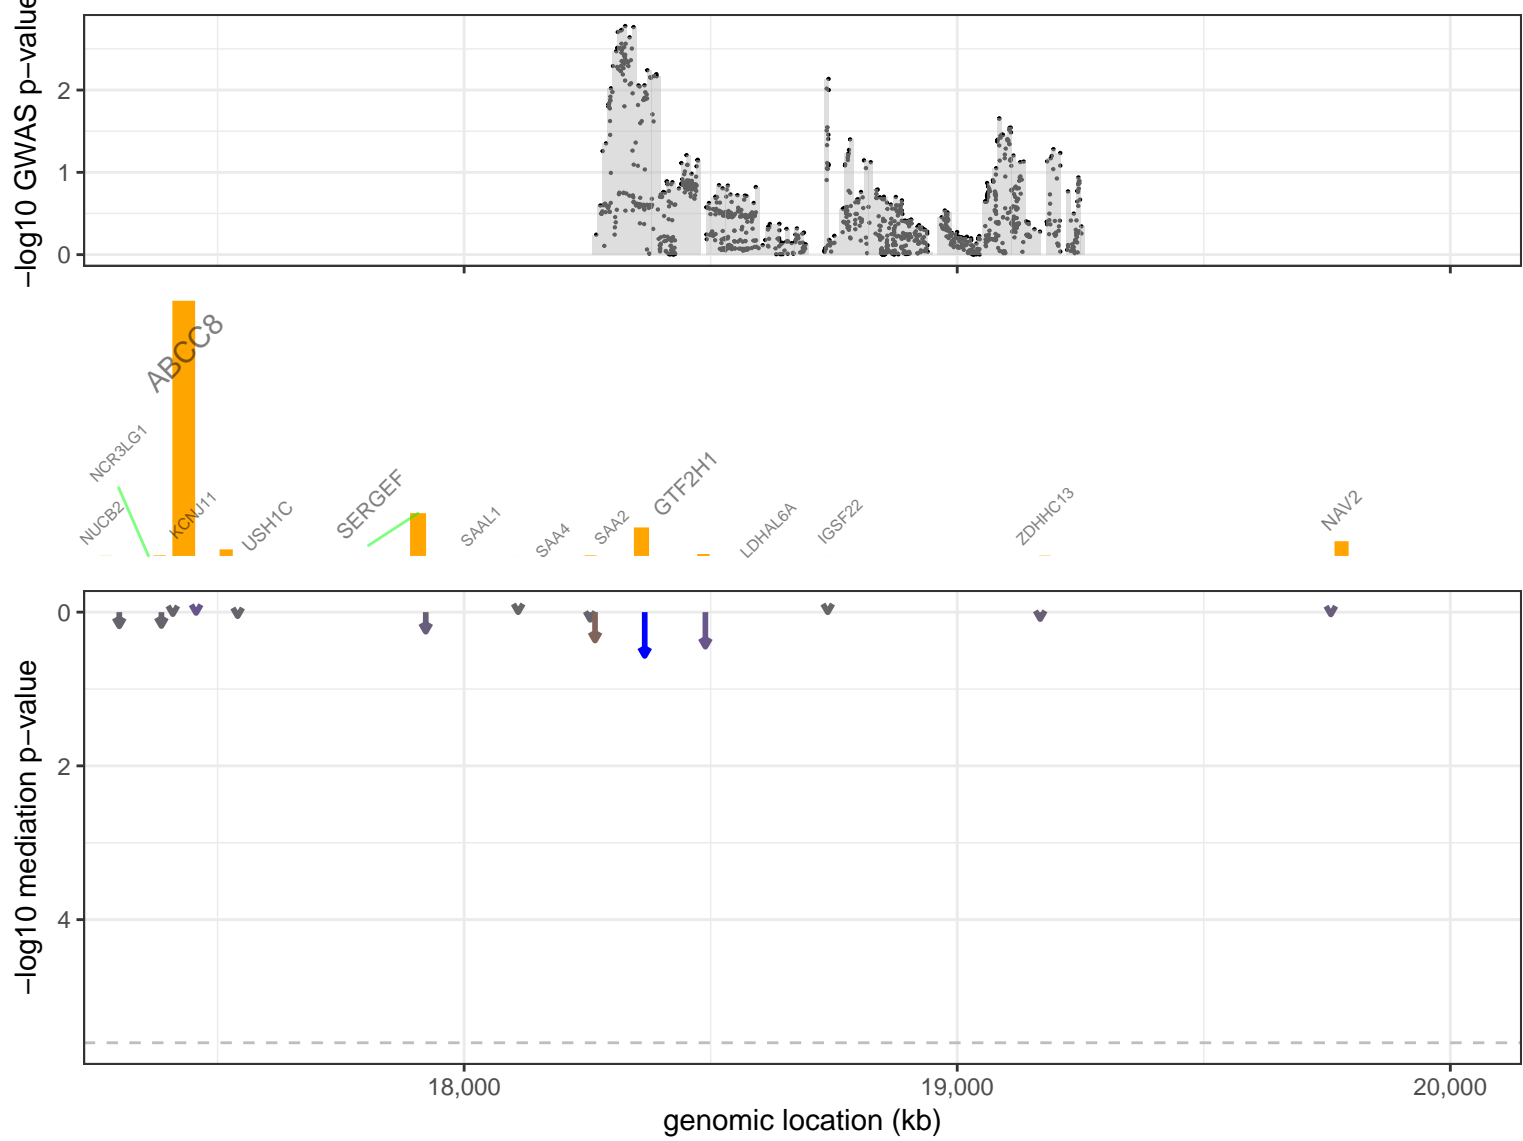 −log10 GWAS p−value
2
1
0
ABCC8
NCR3LG1
NUCB2
KCNJ11
USH1C
SERGEF
SAAL1
SAA4
SAA2
GTF2H1
LDHAL6A
IGSF22
ZDHHC13
NAV2
−log10 mediation p−value
0
2
4
18,000
19,000
20,000
genomic location (kb)